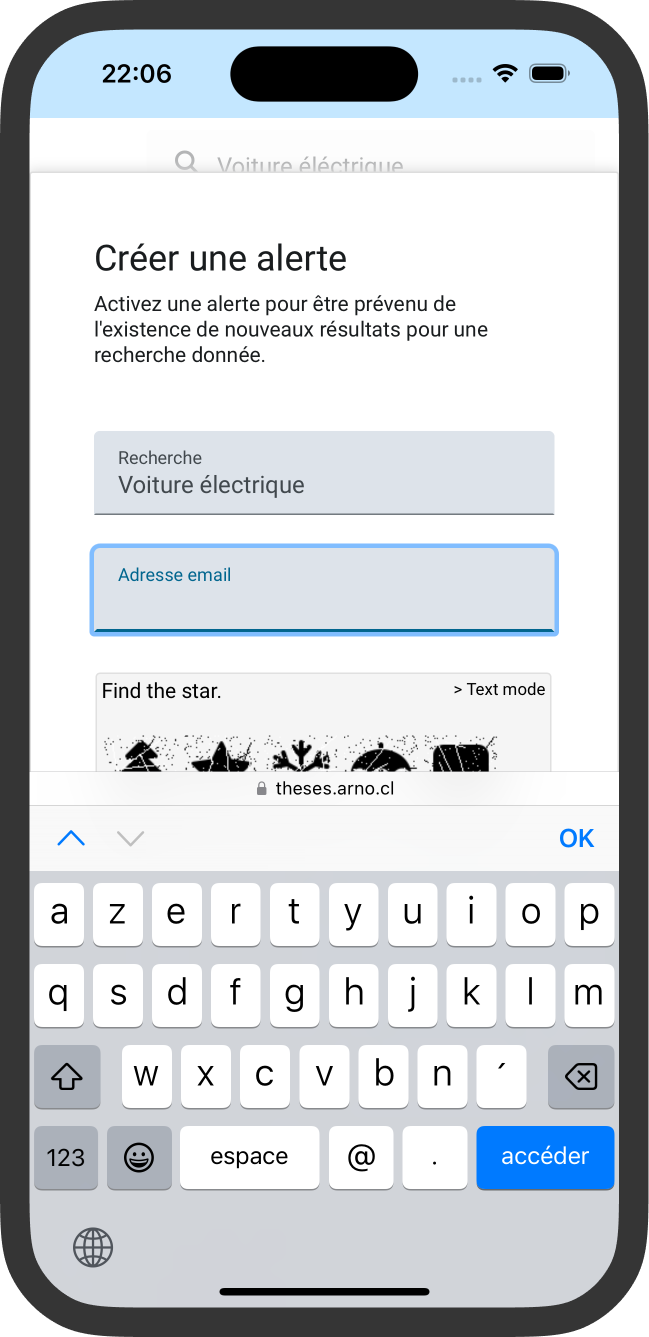 22:06
Voiture éléctrique
Créer une alerte
Activez une alerte pour être prévenu de
l'existence de nouveaux résultats pour une
recherche donnée.
Recherche
Voiture électrique
Adresse email
Find the star.
> Text mode
theses.arno.cl
OK
a z e r t y u i o p
q s d f g h j k l m
w x c v b n ´
123 espace @ . accéder